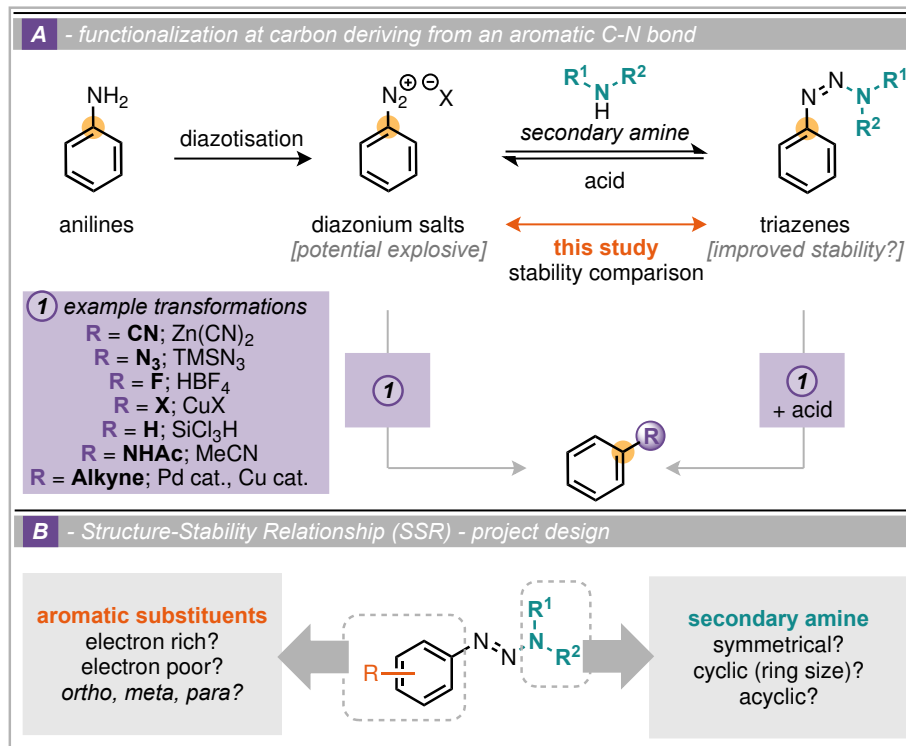 A - functionalization at carbon deriving from an aromatic C-N bond
NH2
N2 ⊕ ⊖ X
R1 R2
N
H
N N N R1
R2
diazotisation
secondary amine
acid
anilines
diazonium salts
[potential explosive]
this study
stability comparison
triazenes
[improved stability?]
1 example transformations
R = CN; Zn(CN)2
R = N3; TMSN3
R = F; HBF4
R = X; CuX
R = H; SiCl3H
R = NHAc; MeCN
R = Alkyne; Pd cat., Cu cat.
1
1
+ acid
R
B - Structure-Stability Relationship (SSR) - project design
aromatic substituents
electron rich?
electron poor?
ortho, meta, para?
R
N N N R1
R2
secondary amine
symmetrical?
cyclic (ring size)?
acyclic?